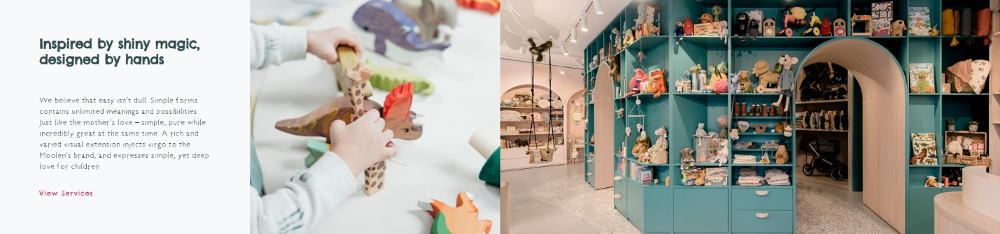 Inspired by shiny magic,
designed by hands
We believe that easy isn't dull. Simple forms
contains unlimited meanings and possibilities.
Just like the mother's love – simple, pure while
incredibly great at the same time. A rich and
varied visual extension injects virgo to the
Moolen's brand, and expresses simple, yet deep
love for children.
View Services